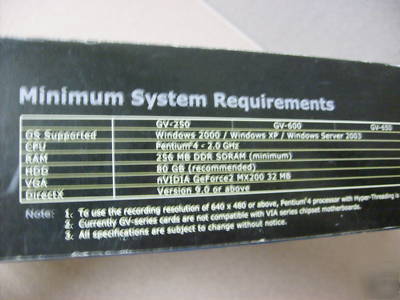 Minimum System Requirements
GV-250 GV-600 GV-650
OS Supported Windows 2000 / Windows XP / Windows Server 2003
CPU Pentium4 - 2.0 GHz
RAM 256 MB DDR SDRAM (minimum)
HDD 80 GB (recommended)
VGA nVIDIA GeForce2 MX200 32 MB
DirectX Version 9.0 or above
Note: 1. To use the recording resolution of 640 x 480 or above, Pentium 4 processor with Hyper-Threading is
2. Currently GV-series cards are not compatible with VIA series chipset motherboards.
3. All specifications are subject to change without notice.